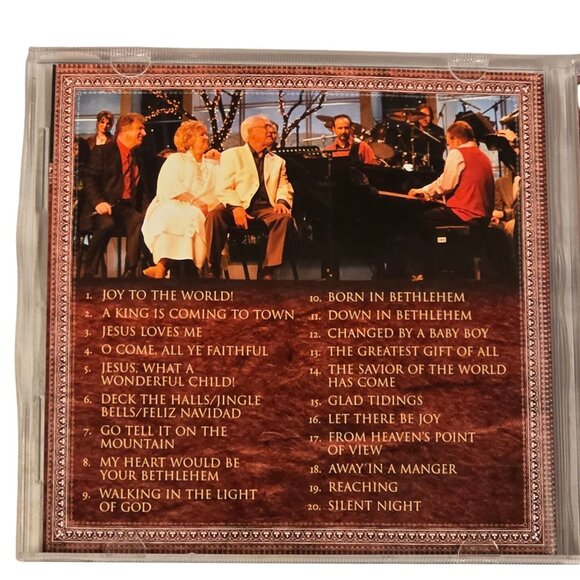 1. JOY TO THE WORLD!
2. A KING IS COMING TO TOWN
3. JESUS LOVES ME
4. O COME, ALL YE FAITHFUL
5. JESUS, WHAT A
WONDERFUL CHILD!
6. DECK THE HALLS/JINGLE
BELLS/FELIZ NAVIDAD
7. GO TELL IT ON THE
MOUNTAIN
8. MY HEART WOULD BE
YOUR BETHLEHEM
9. WALKING IN THE LIGHT
OF GOD
10. BORN IN BETHLEHEM
11. DOWN IN BETHLEHEM
12. CHANGED BY A BABY BOY
13. THE GREATEST GIFT OF ALL
14. THE SAVIOR OF THE WORLD
HAS COME
15. GLAD TIDINGS
16. LET THERE BE JOY
17. FROM HEAVEN'S POINT
OF VIEW
18. AWAY IN A MANGER
19. REACHING
20. SILENT NIGHT